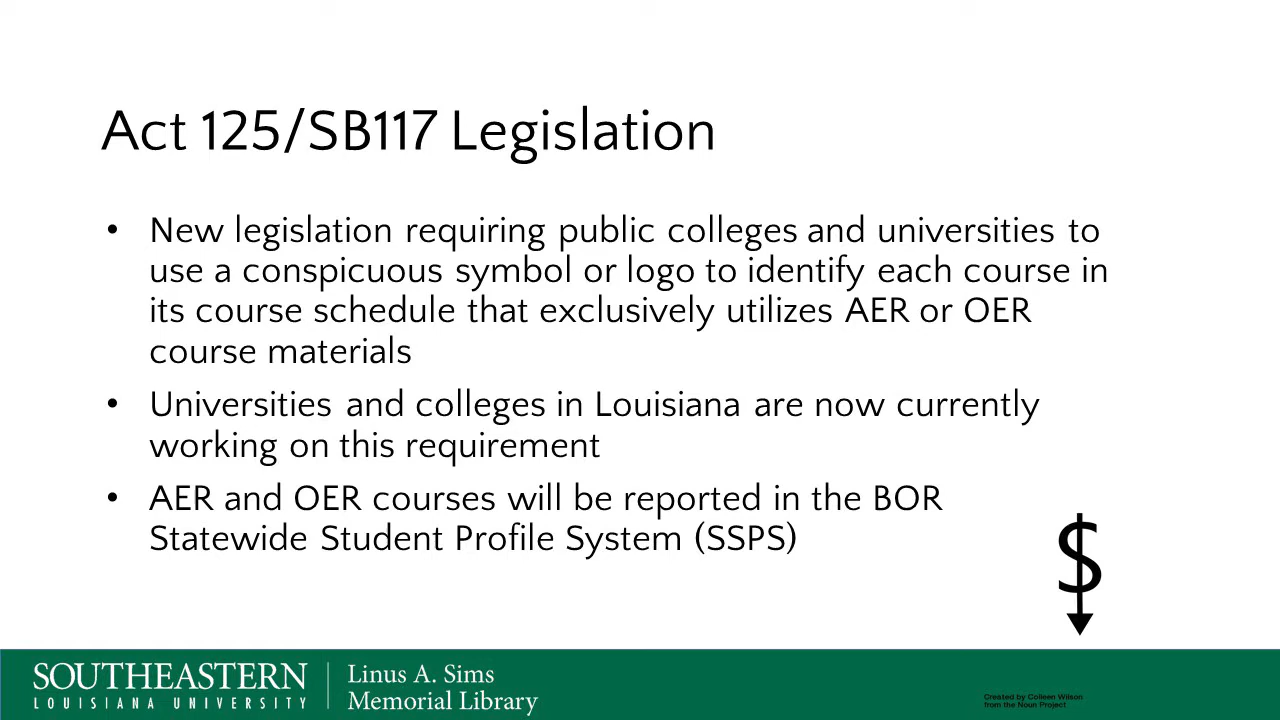 Act 125/SB117 Legislation
• New legislation requiring public colleges and universities to
use a conspicuous symbol or logo to identify each course in
its course schedule that exclusively utilizes AER or OER
course materials
• Universities and colleges in Louisiana are now currently
working on this requirement
• AER and OER courses will be reported in the BOR
Statewide Student Profile System (SSPS)
$
SOUTHEASTERN
LOUISIANA UNIVERSITY
Linus A. Sims
Memorial Library
Created by Colleen Wilson
from the Noun Project